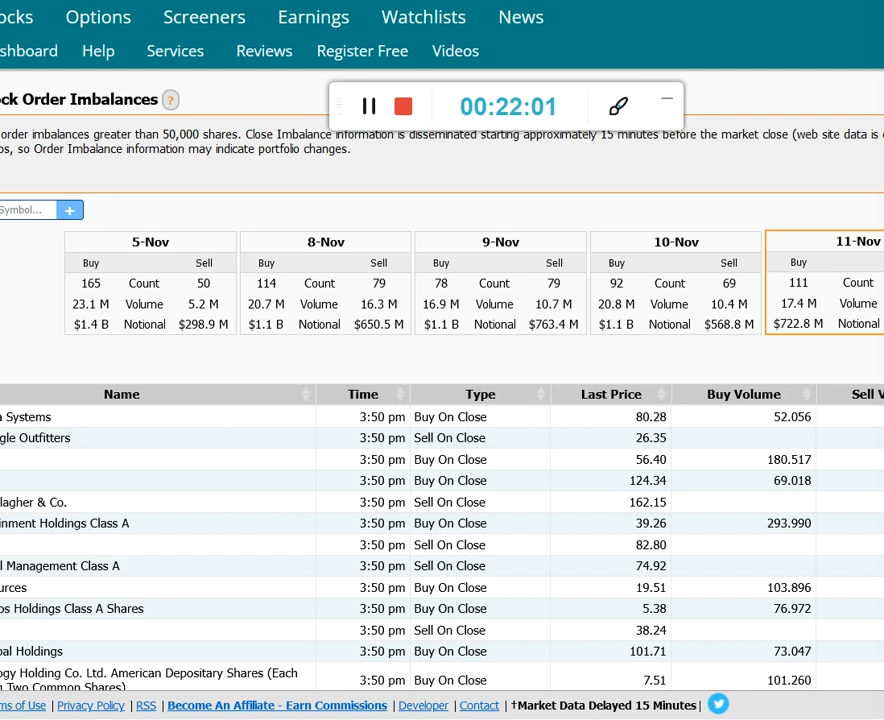 ocks Options Screeners Earnings Watchlists News
shboard Help Services Reviews Register Free Videos
ck Order Imbalances ?
00:22:01
order imbalances greater than 50,000 shares. Close Imbalance information is disseminated starting approximately 15 minutes before the market close (web site data is
os, so Order Imbalance information may indicate portfolio changes.
Symbol... +
5-Nov 8-Nov 9-Nov 10-Nov 11-Nov
Buy Sell Buy Sell Buy Sell Buy Sell Buy
165 Count 50 114 Count 79 78 Count 79 92 Count 69 111 Count
23.1 M Volume 5.2 M 20.7 M Volume 16.3 M 16.9 M Volume 10.7 M 20.8 M Volume 10.4 M 17.4 M Volume
$1.4 B Notional $298.9 M $1.1 B Notional $650.5 M $1.1 B Notional $763.4 M $1.1 B Notional $568.8 M $722.8 M Notional
Name Time Type Last Price Buy Volume Sell V
a Systems 3:50 pm Buy On Close 80.28 52.056
gle Outfitters 3:50 pm Sell On Close 26.35
3:50 pm Buy On Close 56.40 180.517
3:50 pm Buy On Close 124.34 69.018
lagher & Co. 3:50 pm Sell On Close 162.15
inment Holdings Class A 3:50 pm Buy On Close 39.26 293.990
3:50 pm Sell On Close 82.80
l Management Class A 3:50 pm Sell On Close 74.92
urces 3:50 pm Buy On Close 19.51 103.896
os Holdings Class A Shares 3:50 pm Buy On Close 5.38 76.972
3:50 pm Sell On Close 38.24
bal Holdings 3:50 pm Buy On Close 101.71 73.047
ogy Holding Co. Ltd. American Depositary Shares (Each
n Two Common Shares) 3:50 pm Buy On Close 7.51 101.260
ms of Use | Privacy Policy | RSS | Become An Affiliate - Earn Commissions | Developer | Contact | †Market Data Delayed 15 Minutes |